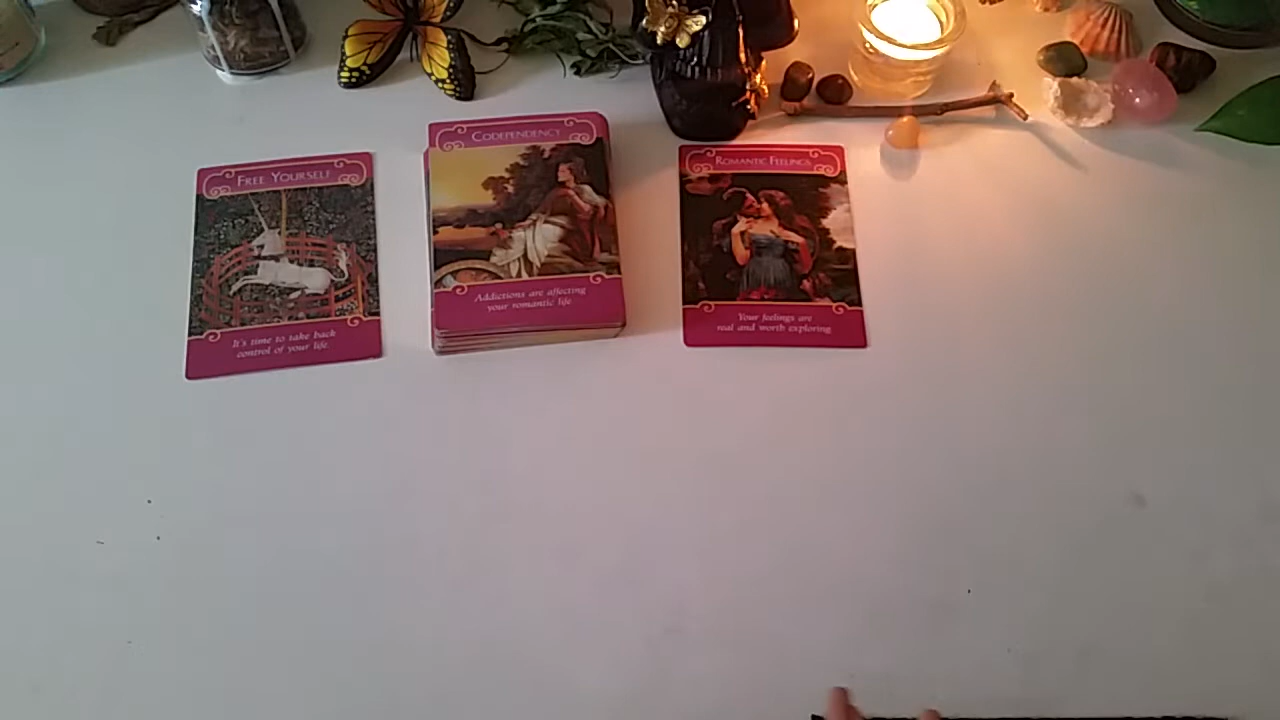 FREE YOURSELF
It's time to take back
control of your life.
CODEPENDENCY
Addictions are affecting
your romantic life.
ROMANTIC FEELINGS
Your feelings are
real and worth exploring.